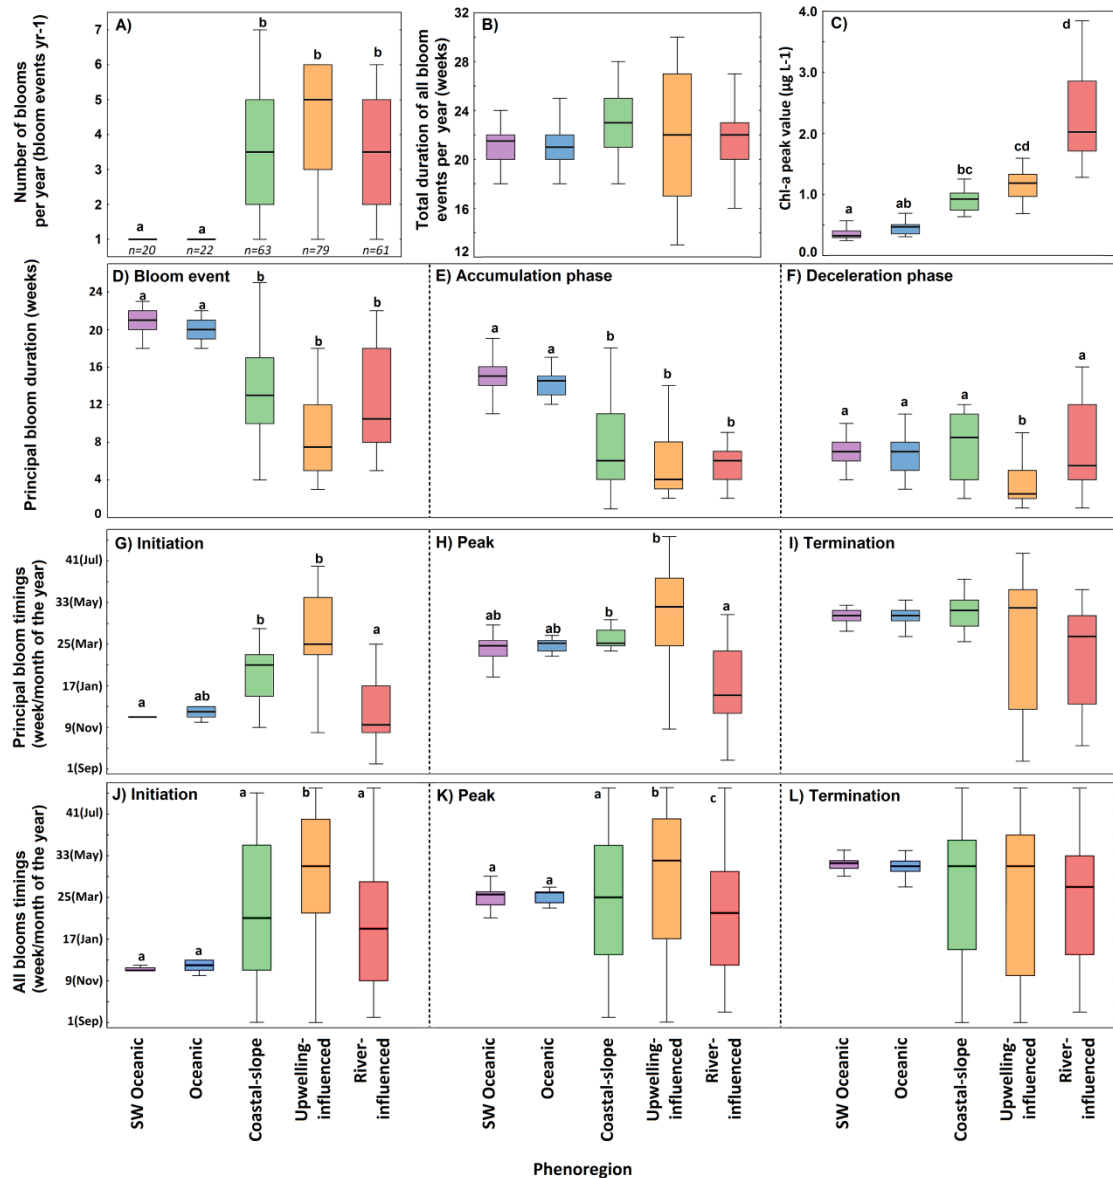 A)
Number of blooms
per year (bloom events yr-1)
7
6
5
4
3
2
1
a
a
b
b
b
n=20
n=22
n=63
n=79
n=61
B)
Total duration of all bloom
events per year (weeks)
32
28
24
20
16
22
12
C)
Chl-a peak value (µg L-1)
4.0
3.0
2.0
1.0
0.0
a
ab
bc
cd
d
Principal bloom duration (weeks)
24
20
16
12
8
4
0
D) Bloom event
a
a
b
b
b
E) Accumulation phase
a
a
b
b
b
F) Deceleration phase
a
a
a
b
a
Principal bloom timings
(week/month of the year)
41(Jul)
33(May)
25(Mar)
17(Jan)
9(Nov)
1(Sep)
G) Initiation
a
ab
b
b
a
H) Peak
ab
ab
b
b
a
I) Termination
All blooms timings
(week/month of the year)
41(Jul)
33(May)
25(Mar)
17(Jan)
9(Nov)
1(Sep)
J) Initiation
a
a
a
b
a
K) Peak
a
a
a
b
c
L) Termination
SW Oceanic
Oceanic
Coastal-slope
Upwelling-
influenced
River-
influenced
SW Oceanic
Oceanic
Coastal-slope
Upwelling-
influenced
River-
influenced
SW Oceanic
Oceanic
Coastal-slope
Upwelling-
influenced
River-
influenced
Phenoregion